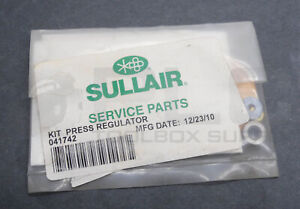 SULLAIR
SERVICE PARTS
KIT PRESS REGULATOR
041742 MFG DATE: 12/23/10